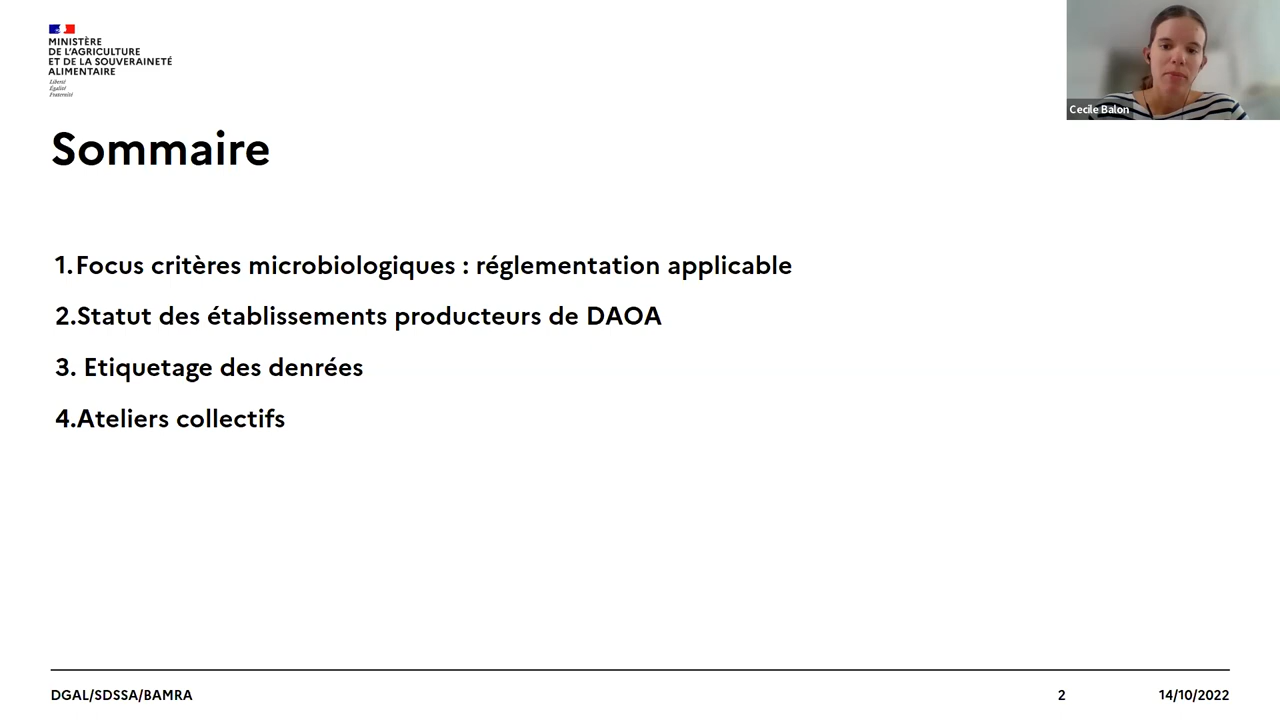 MINISTÈRE
DE L'AGRICULTURE
ET DE LA SOUVERAINETÉ
ALIMENTAIRE
Liberté
Égalité
Fraternité
Cecile Balon
Sommaire
1.Focus critères microbiologiques : réglementation applicable
2.Statut des établissements producteurs de DAOA
3. Etiquetage des denrées
4.Ateliers collectifs
DGAL/SDSSA/BAMRA
2
14/10/2022